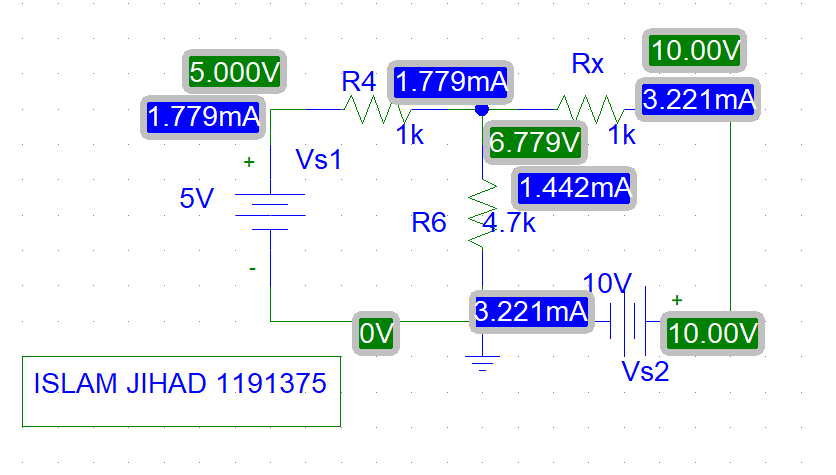 10.00V
Rx
5.000V
R4
1.779mA
3.221mA
1.779mA
1k
1k
6.779V
+
Vs1
5V
1.442mA
R6
4.7k
-
10V
+
3.221mA
0V
10.00V
Vs2
ISLAM JIHAD 1191375